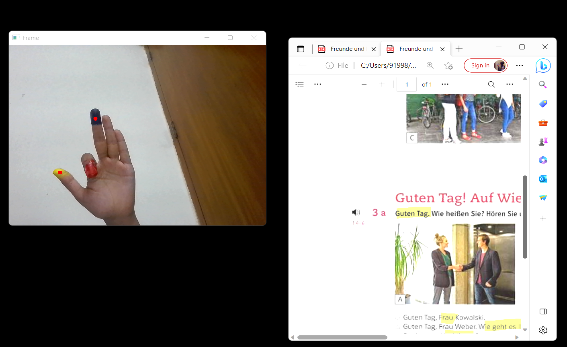 Frame
Freunde und
Freunde und
Sign in
File
C:/Users/91998/...
1
of 1
C
Guten Tag! Auf Wie
3 a
Guten Tag. Wie heißen Sie? Hören Sie u
A
Guten Tag, Frau Kowalski.
Guten Tag, Frau Weber. Wie geht es